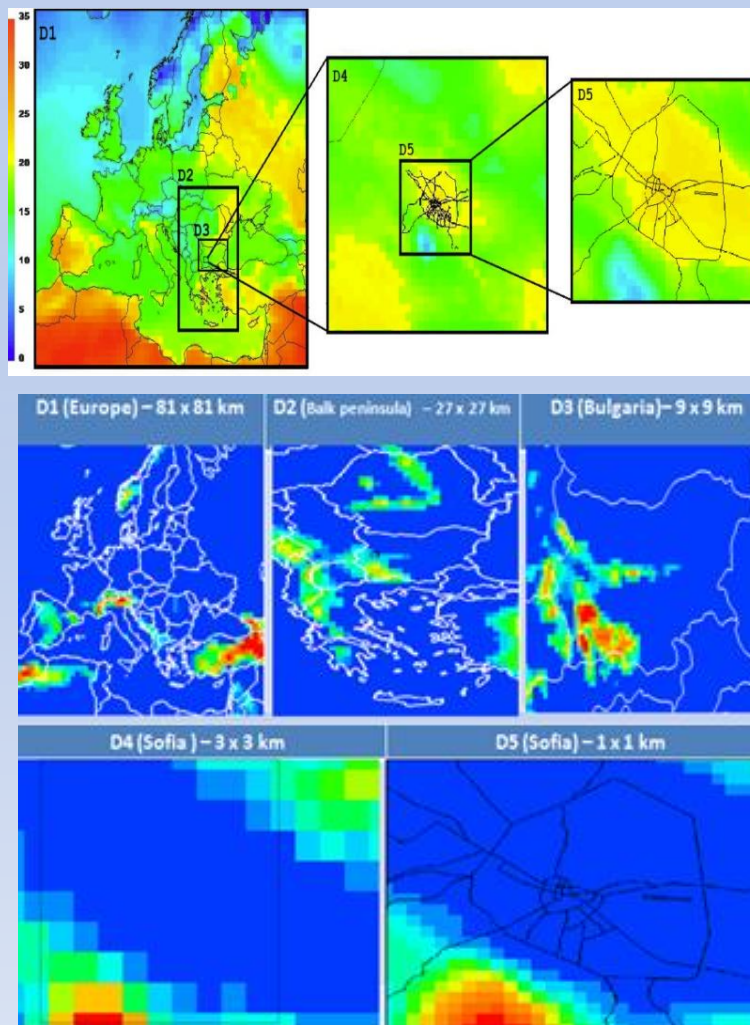 35
30
25
20
15
10
5
0
D1
D2
D3
D4
D5
D5
D1 (Europe) – 81 x 81 km
D2 (Balk peninsula) – 27 x 27 km
D3 (Bulgaria)– 9 x 9 km
D4 (Sofia ) – 3 x 3 km
D5 (Sofia) – 1 x 1 km